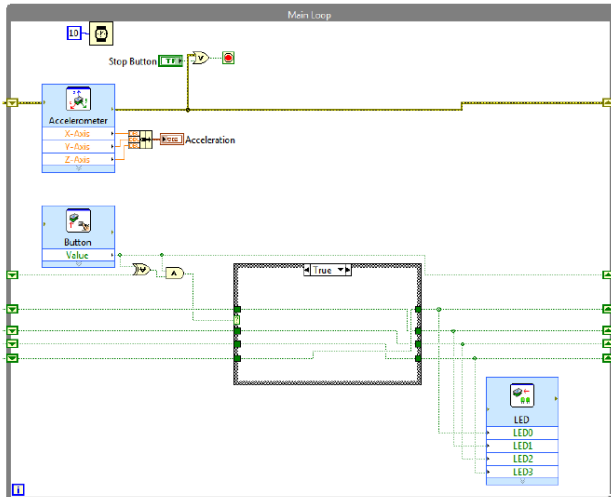 Main Loop
10
Stop Button
TF
V
Accelerometer
X-Axis
Y-Axis
Z-Axis
Acceleration
Button
Value
V
A
True
?
LED
LED0
LED1
LED2
LED3
i